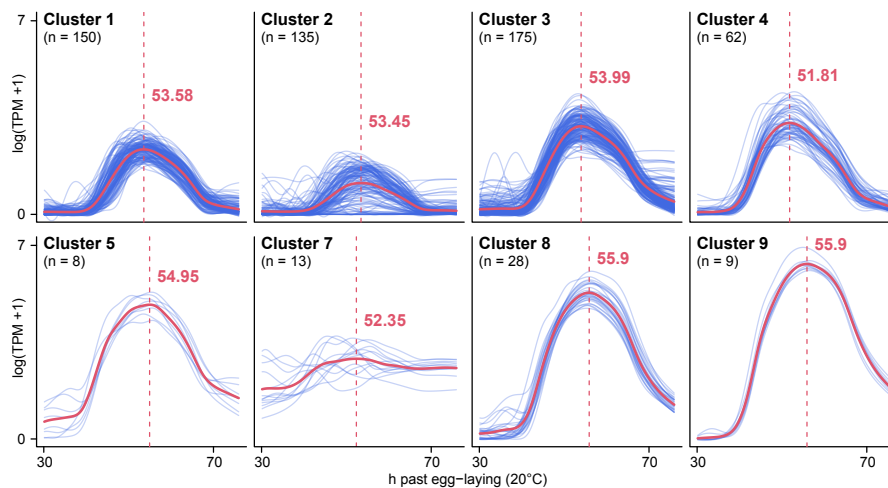 7
Cluster 1
(n = 150)
53.58
Cluster 2
(n = 135)
53.45
Cluster 3
(n = 175)
53.99
Cluster 4
(n = 62)
51.81
log(TPM +1)
0
7
Cluster 5
(n = 8)
54.95
Cluster 7
(n = 13)
52.35
Cluster 8
(n = 28)
55.9
Cluster 9
(n = 9)
55.9
log(TPM +1)
0
30 70 30 70 30 70 30
h past egg−laying (20°C)